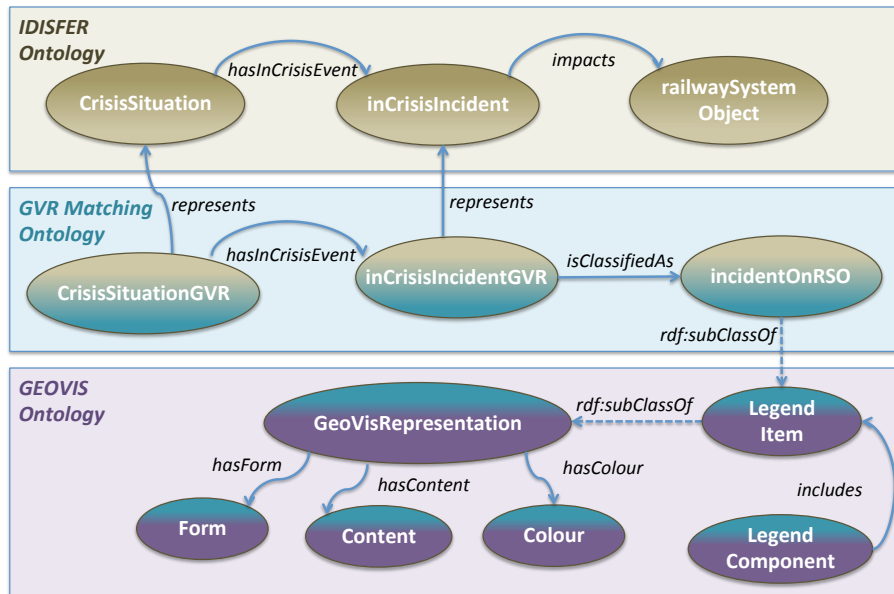 IDISFER
Ontology
hasInCrisisEvent
impacts
CrisisSituation
inCrisisIncident
railwaySystem
Object
represents
represents
GVR Matching
Ontology
hasInCrisisEvent
isClassifiedAs
CrisisSituationGVR
inCrisisIncidentGVR
incidentOnRSO
rdf:subClassOf
GEOVIS
Ontology
GeoVisRepresentation
rdf:subClassOf
Legend
Item
hasForm
hasContent
hasColour
includes
Form
Content
Colour
Legend
Component